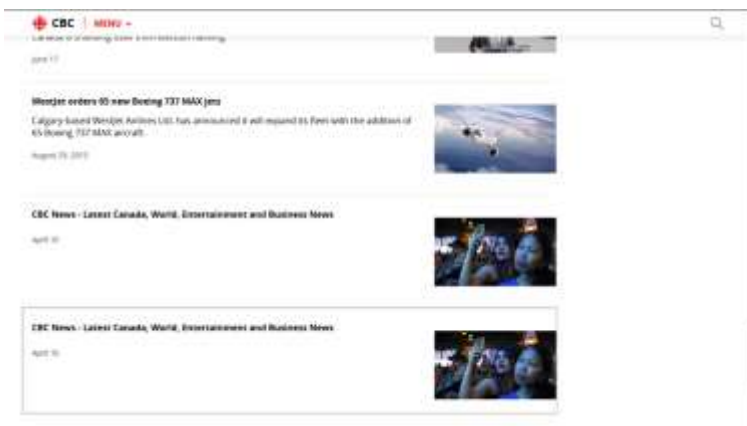 CBC | MENU
June 17
WestJet orders 65 new Boeing 737 MAX jets
Calgary-based WestJet Airlines Ltd. has announced it will expand its fleet with the addition of
65 Boeing 737 MAX aircraft.
August 29, 2013
CBC News - Latest Canada, World, Entertainment and Business News
April 10
CBC News - Latest Canada, World, Entertainment and Business News
April 10